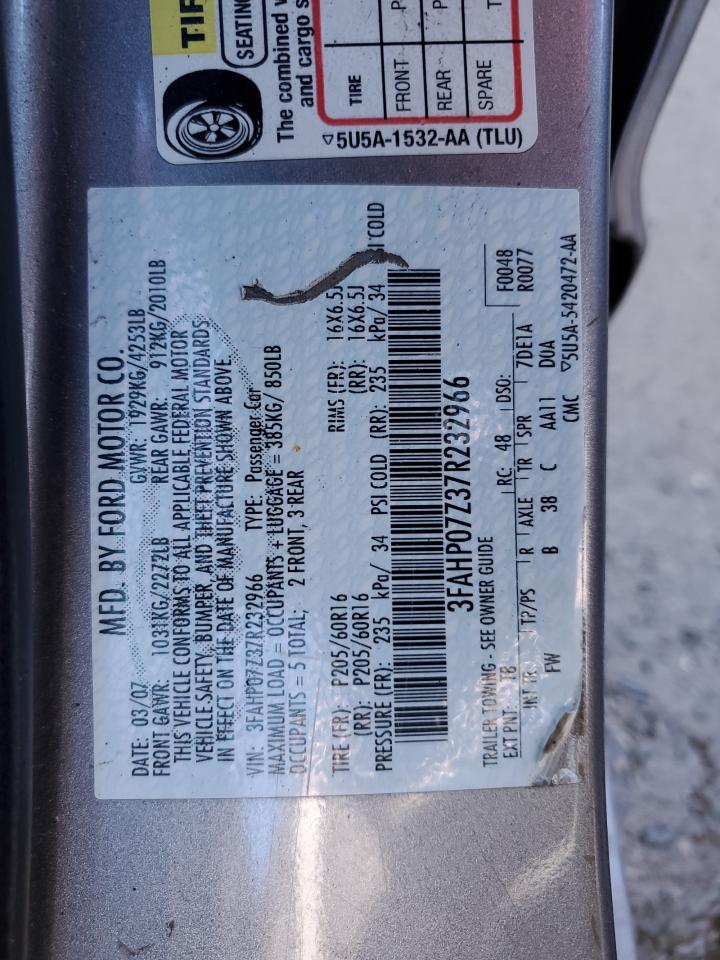 TIR
SEATING
The combined
and cargo s
TIRE
FRONT P
REAR P
SPARE T
▽5U5A-1532-AA (TLU)
MFD. BY FORD MOTOR CO.
DATE: 03/07 GVWR: 1929KG/4253LB
FRONT GAWR: 1031KG/2272LB REAR GAWR: 912KG/2010LB
THIS VEHICLE CONFORMS TO ALL APPLICABLE FEDERAL MOTOR
VEHICLE SAFETY, BUMPER, AND THEFT PREVENTION STANDARDS
IN EFFECT ON THE DATE OF MANUFACTURE SHOWN ABOVE.
VIN: 3FAHP07Z37R232966 TYPE: Passenger Car
MAXIMUM LOAD = OCCUPANTS + LUGGAGE = 385KG/ 850LB
OCCUPANTS = 5 TOTAL; 2 FRONT, 3 REAR
TIRE (FR): P205/60R16 RIMS (FR): 16X6.5J
(RR): P205/60R16 (RR): 16X6.5J
PRESSURE (FR): 235 kPa/ 34 PSI COLD (RR): 235 kPa/ 34 COLD
3FAHP07Z37R232966
TRAILER TOWING - SEE OWNER GUIDE F0048
EXT PNT: T8 RC: 48 DSO: R0077
INT TR TP/PS R AXLE TR SPR 7DE1A
FW B 38 C AA11 DUA
CMC ▽5U5A-5420472-AA